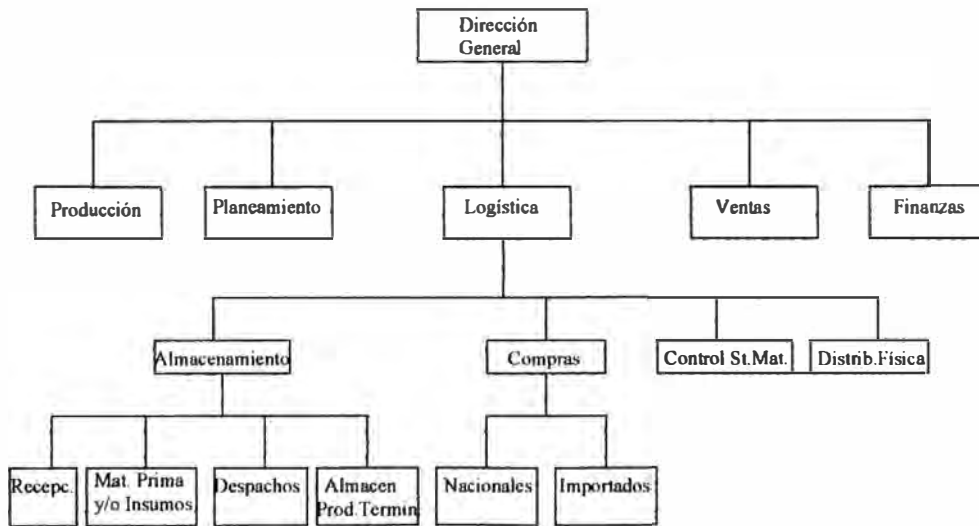 Dirección
General
Producción
Planeamiento
Logística
Ventas
Finanzas
Almacenamiento
Compras
Control St.Mat.
Distrib.Física
Recepc.
Mat. Prima
y/o Insumos
Despachos
Almacen
Prod.Termin
Nacionales
Importados